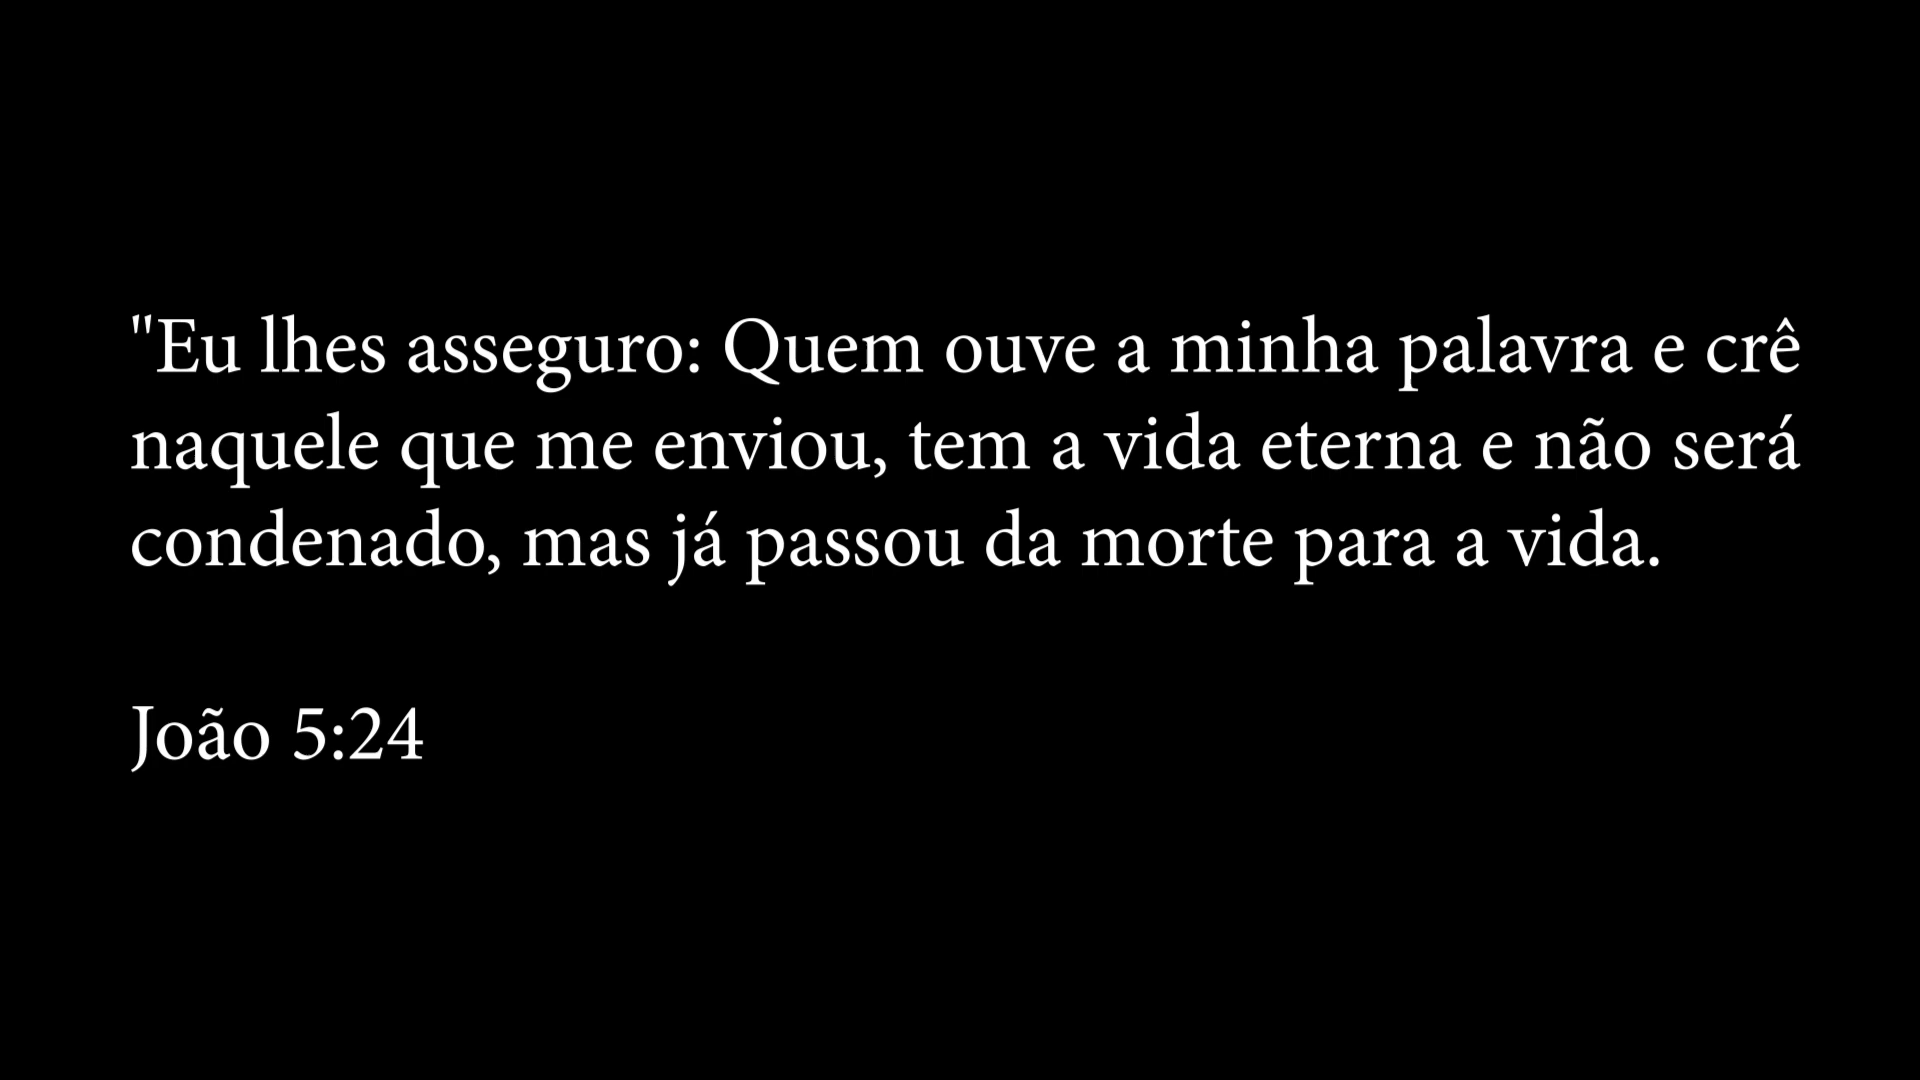 "Eu lhes asseguro: Quem ouve a minha palavra e crê
naquele que me enviou, tem a vida eterna e não será
condenado, mas já passou da morte para a vida.
João 5:24